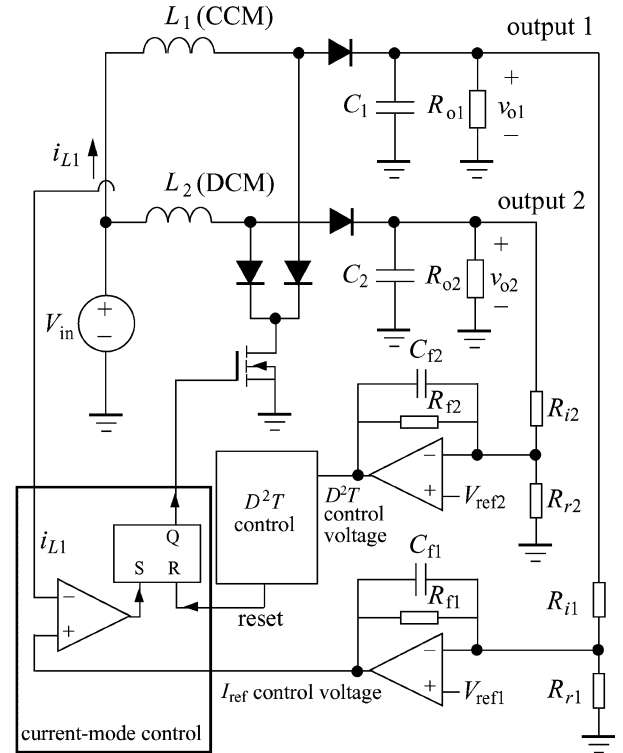 L1 (CCM)
output 1
C1
Ro1
+
vo1
−
iL1
L2 (DCM)
output 2
C2
Ro2
+
vo2
−
Vin
+
−
Cf2
Rf2
Ri2
−
+
Vref2
Rr2
D²T
control
D²T
control
voltage
Cf1
Rf1
Ri1
−
+
Vref1
Rr1
iL1
Q
S R
−
+
reset
Iref control voltage
current-mode control